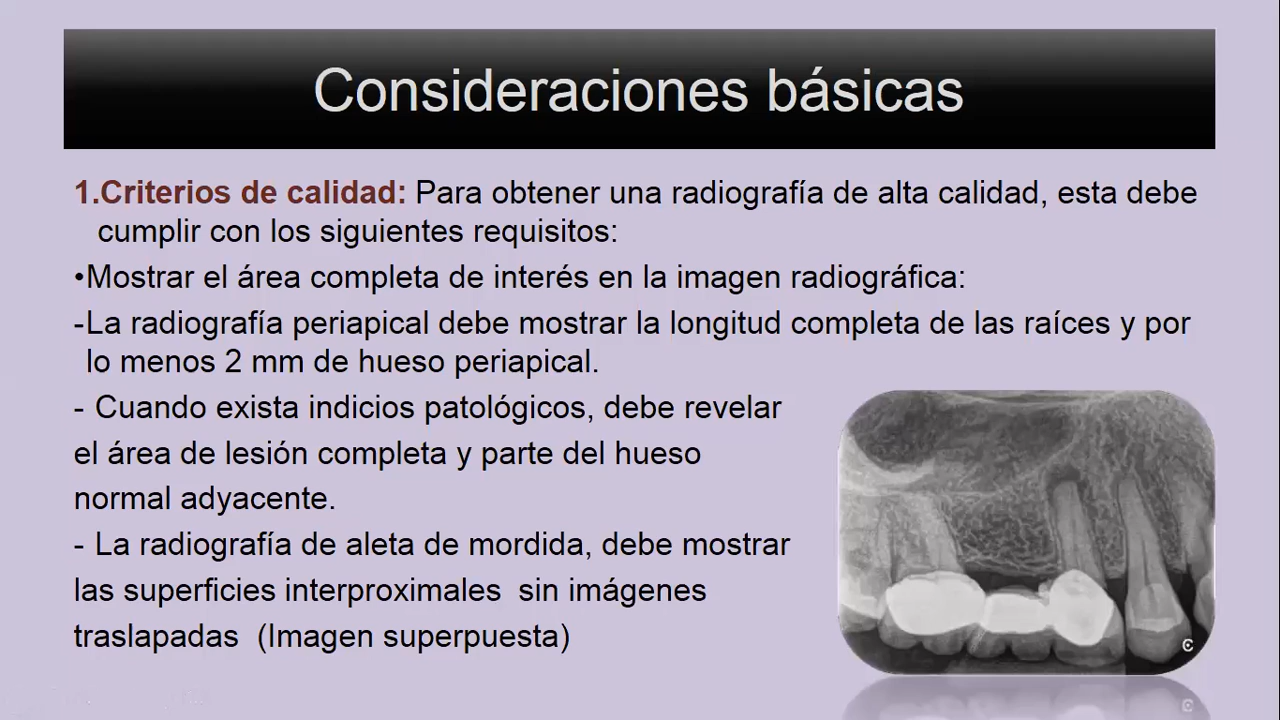 Consideraciones básicas
1.Criterios de calidad: Para obtener una radiografía de alta calidad, esta debe
cumplir con los siguientes requisitos:
•Mostrar el área completa de interés en la imagen radiográfica:
-La radiografía periapical debe mostrar la longitud completa de las raíces y por
lo menos 2 mm de hueso periapical.
- Cuando exista indicios patológicos, debe revelar
el área de lesión completa y parte del hueso
normal adyacente.
- La radiografía de aleta de mordida, debe mostrar
las superficies interproximales  sin imágenes
traslapadas  (Imagen superpuesta)